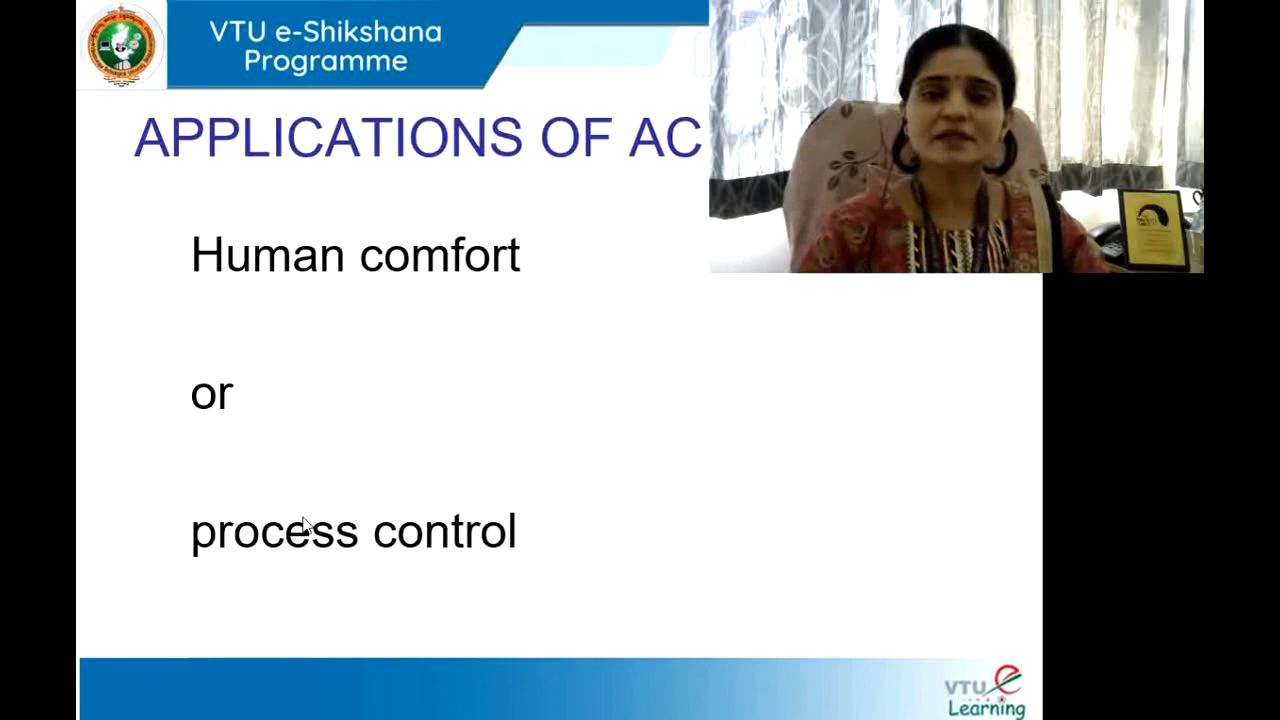 VTU e-Shikshana
Programme
APPLICATIONS OF AC
Human comfort
or
process control
VTU
Learning